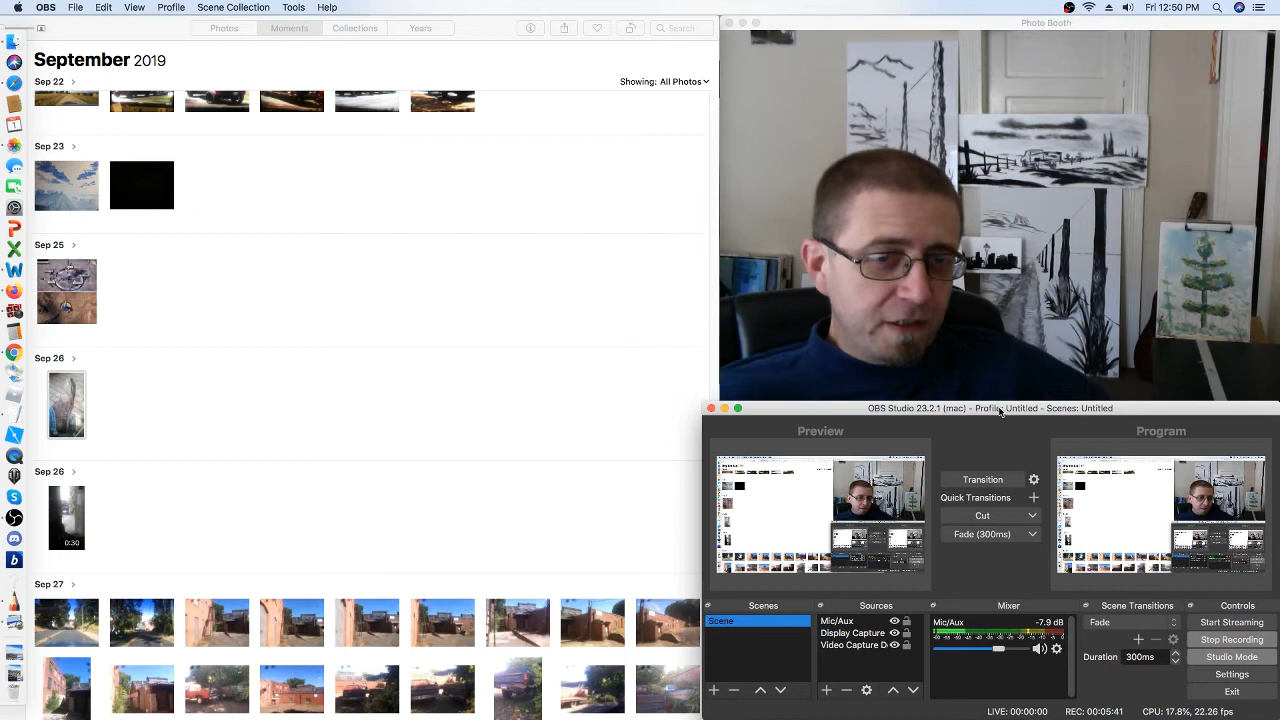 OBS File Edit View Profile Scene Collection Tools Help Fri 12:50 PM
Photos Moments Collections Years Search
Photo Booth
September 2019
Sep 22 >
Showing: All Photos
Sep 23 >
Sep 25 >
Sep 26 >
Sep 26 >
0:30
Sep 27 >
OBS Studio 23.2.1 (mac) - Profile: Untitled - Scenes: Untitled
Preview
Program
Transition
Quick Transitions
Cut
Fade (300ms)
Scenes
Scene
Sources
Mic/Aux
Display Capture
Video Capture D
Mixer
Mic/Aux -7.9 dB
Scene Transitions
Fade
Duration 300ms
Controls
Start Streaming
Stop Recording
Studio Mode
Settings
Exit
LIVE: 00:00:00 REC: 00:05:41 CPU: 17.8%, 22.26 fps